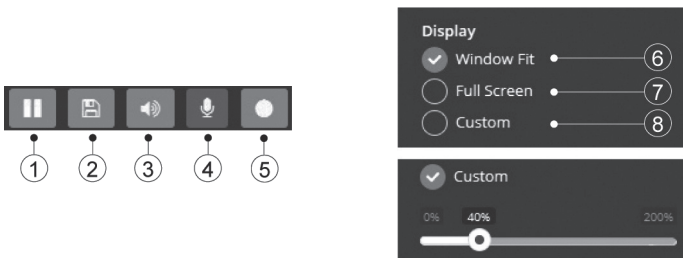 1 2 3 4 5
Display
Window Fit 6
Full Screen 7
Custom 8
Custom
0% 40% 200%